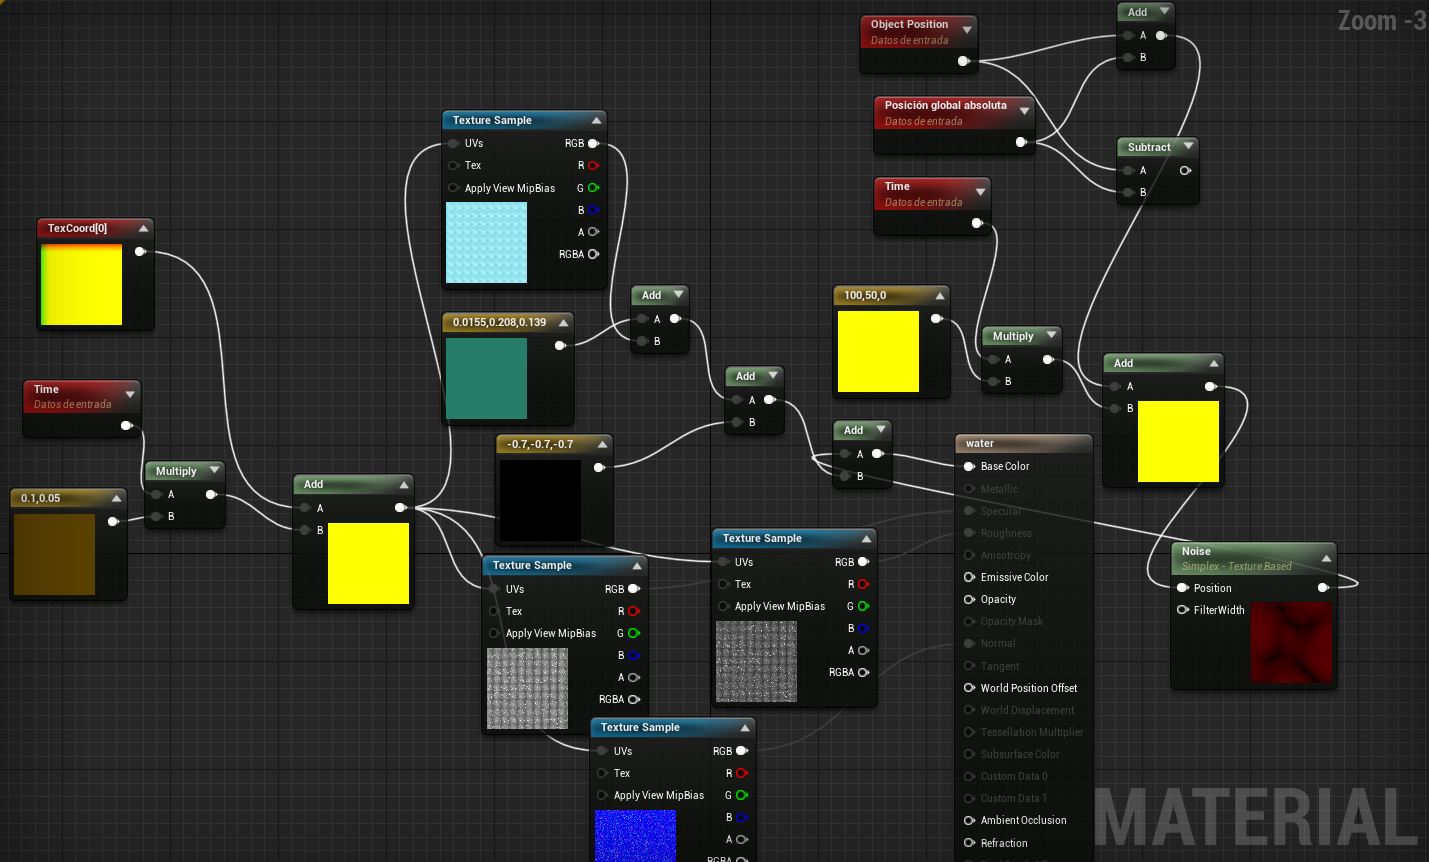 Zoom -3
Add
A
B
Object Position
Datos de entrada
Posición global absoluta
Datos de entrada
Subtract
A
B
Time
Datos de entrada
Texture Sample
UVs RGB
Tex R
Apply View MipBias G
B
A
RGBA
TexCoord[0]
0.0155,0.208,0.139
Add
A
B
100,50,0
Multiply
A
B
Add
A
B
Add
A
B
Time
Datos de entrada
Multiply
A
B
0.1,0.05
Add
A
B
-0.7,-0.7,-0.7
Add
A
B
water
Base Color
Metallic
Specular
Roughness
Anisotropy
Emissive Color
Opacity
Opacity Mask
Normal
Tangent
World Position Offset
World Displacement
Tessellation Multiplier
Subsurface Color
Custom Data 0
Custom Data 1
Ambient Occlusion
Refraction
Texture Sample
UVs RGB
Tex R
Apply View MipBias G
B
A
RGBA
Texture Sample
UVs RGB
Tex R
Apply View MipBias G
B
A
RGBA
Texture Sample
UVs RGB
Tex R
Apply View MipBias G
B
A
RGBA
Noise
Simplex - Texture Based
Position
FilterWidth
MATERIAL